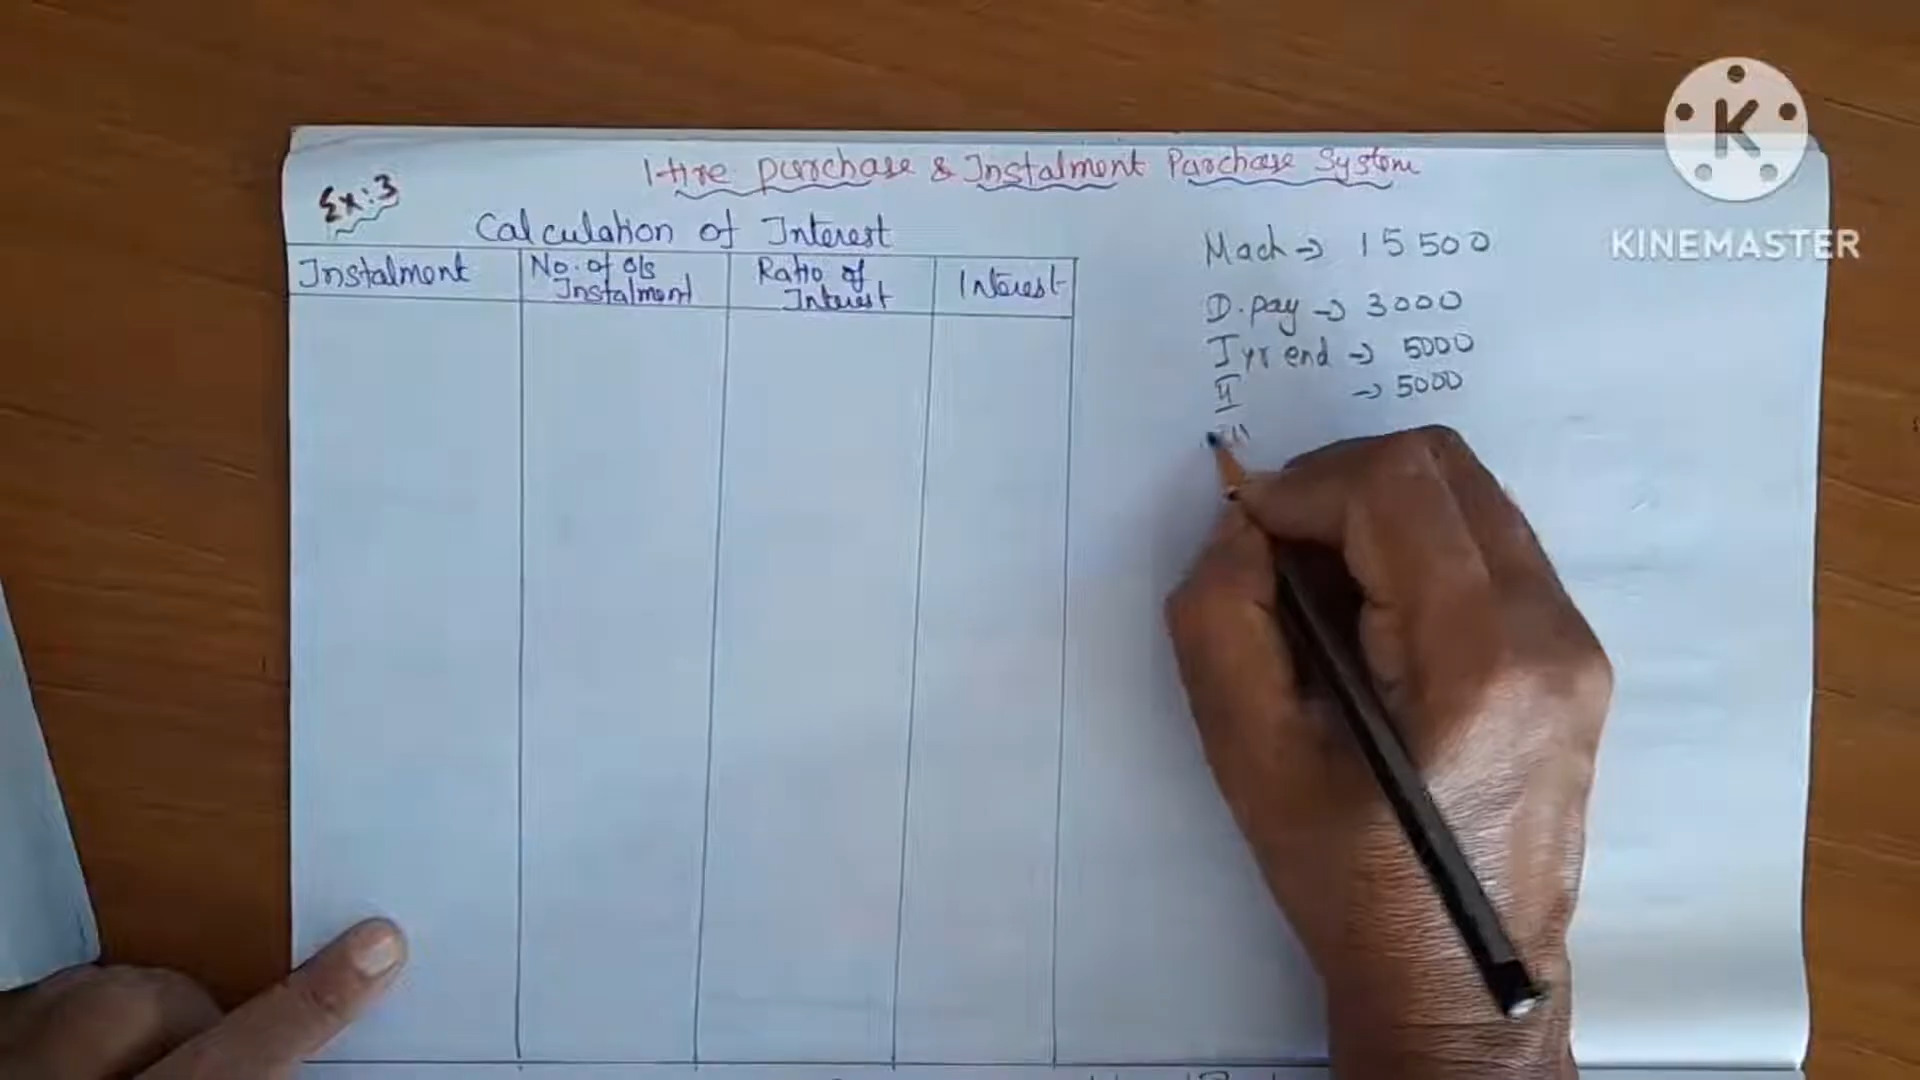 Hire purchase & Instalment Purchase System
Ex:3
Calculation of Interest
Instalment
No. of o/s Instalment
Ratio of Interest
Interest
Mach → 15500
D. pay → 3000
I yr end → 5000
II → 5000
III
K
KINEMASTER